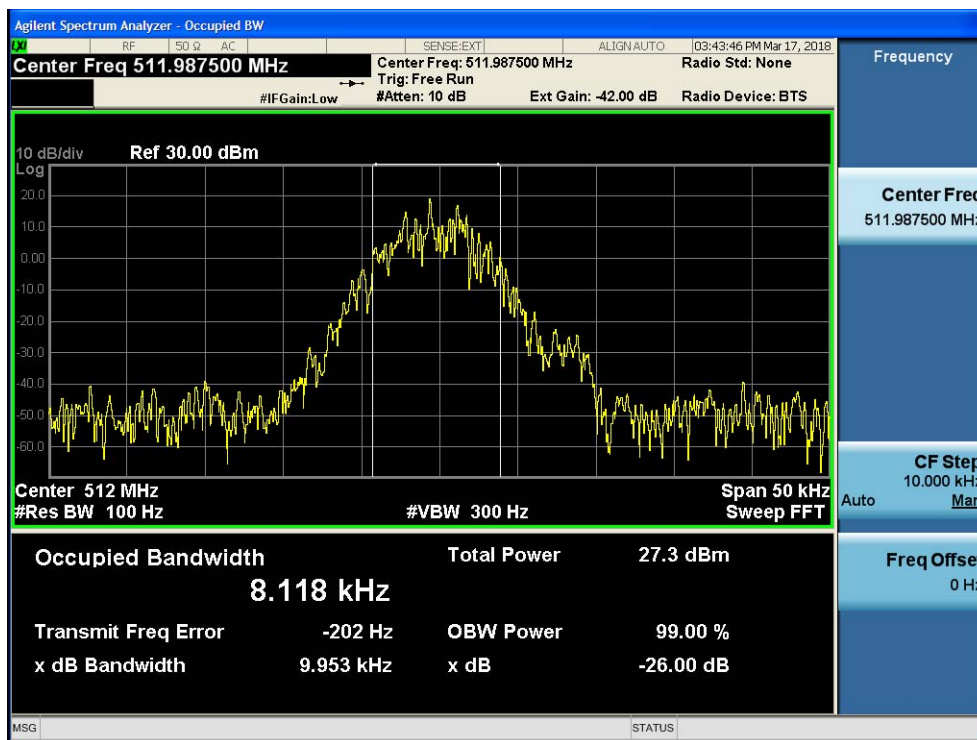 Agilent Spectrum Analyzer - Occupied BW
LXI RF 50 Ω AC SENSE:EXT ALIGN AUTO 03:43:46 PM Mar 17, 2018
Center Freq 511.987500 MHz
Center Freq: 511.987500 MHz Radio Std: None
Trig: Free Run
#IFGain:Low #Atten: 10 dB Ext Gain: -42.00 dB Radio Device: BTS
10 dB/div Ref 30.00 dBm
Log
20.0
10.0
0.00
-10.0
-20.0
-30.0
-40.0
-50.0
-60.0
Center 512 MHz Span 50 kHz
#Res BW 100 Hz #VBW 300 Hz Sweep FFT
Occupied Bandwidth Total Power 27.3 dBm
8.118 kHz
Transmit Freq Error -202 Hz OBW Power 99.00 %
x dB Bandwidth 9.953 kHz x dB -26.00 dB
MSG STATUS
Frequency
Center Freq
511.987500 MHz
CF Step
10.000 kHz
Auto Man
Freq Offset
0 Hz